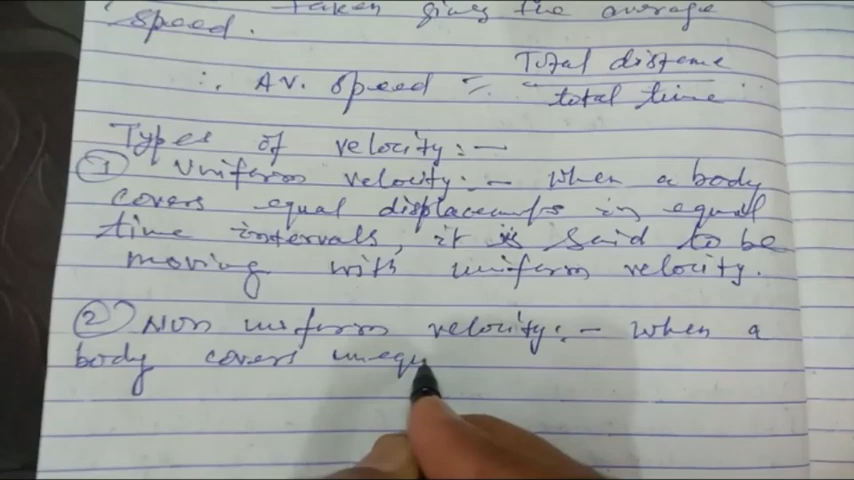 taken gives the average
speed.
∴ AV. speed = Total distance / total time
Types of velocity:-
① Uniform velocity:- When a body
covers equal displacements in equal
time intervals, it is said to be
moving with uniform velocity.
② Non uniform velocity:- When a
body covers unequ